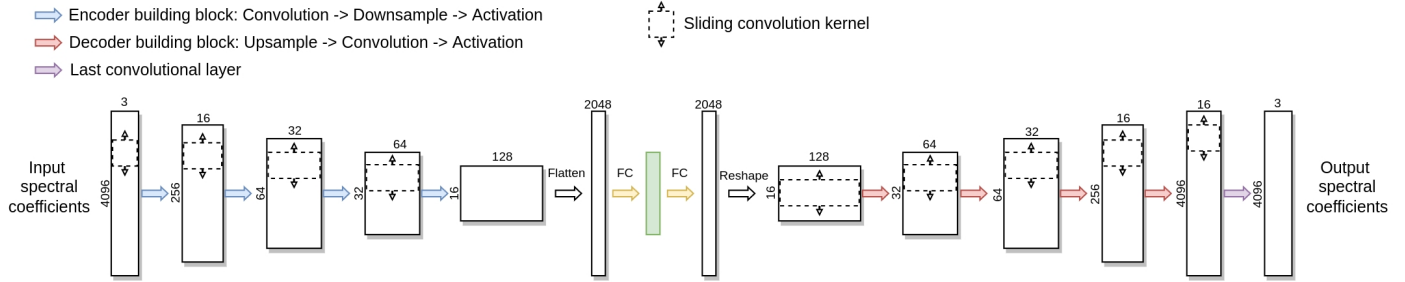 Encoder building block: Convolution -> Downsample -> Activation
Decoder building block: Upsample -> Convolution -> Activation
Last convolutional layer
Sliding convolution kernel
Input
spectral
coefficients
3
4096
16
256
32
64
64
32
128
16
Flatten
2048
FC
FC
2048
Reshape
128
16
64
32
32
64
16
256
16
4096
3
4096
Output
spectral
coefficients